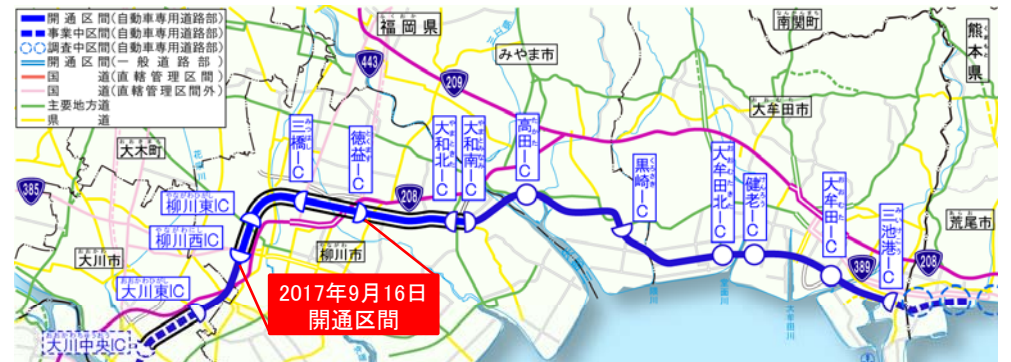 開通区間(自動車専用道路部)
事業中区間(自動車専用道路部)
調査中区間(自動車専用道路部)
開通区間(一般道路部)
国道(直轄管理区間)
国道(直轄管理区間外)
主要地方道
県道
福岡県
443
209
みやま市
南関町
熊本県
大牟田市
荒尾市
大木町
385
三橋IC
徳益IC
208
大和北IC
大和南IC
高田IC
黒崎IC
大牟田北IC
健老IC
大牟田IC
三池港IC
389
208
柳川東IC
柳川西IC
大川市
柳川市
大川東IC
大川中央IC
2017年9月16日
開通区間
大牟田川